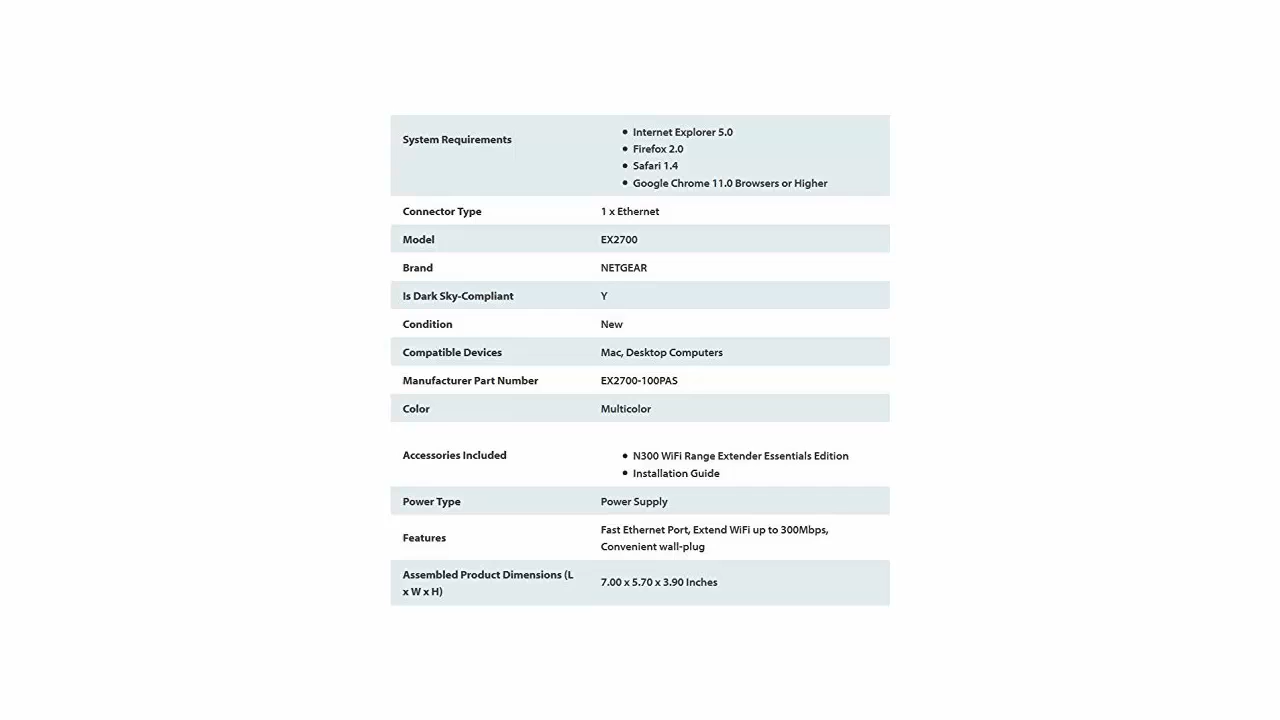 System Requirements
• Internet Explorer 5.0
• Firefox 2.0
• Safari 1.4
• Google Chrome 11.0 Browsers or Higher
Connector Type 1 x Ethernet
Model EX2700
Brand NETGEAR
Is Dark Sky-Compliant Y
Condition New
Compatible Devices Mac, Desktop Computers
Manufacturer Part Number EX2700-100PAS
Color Multicolor
Accessories Included
• N300 WiFi Range Extender Essentials Edition
• Installation Guide
Power Type Power Supply
Features
Fast Ethernet Port, Extend WiFi up to 300Mbps,
Convenient wall-plug
Assembled Product Dimensions (L
x W x H)
7.00 x 5.70 x 3.90 Inches